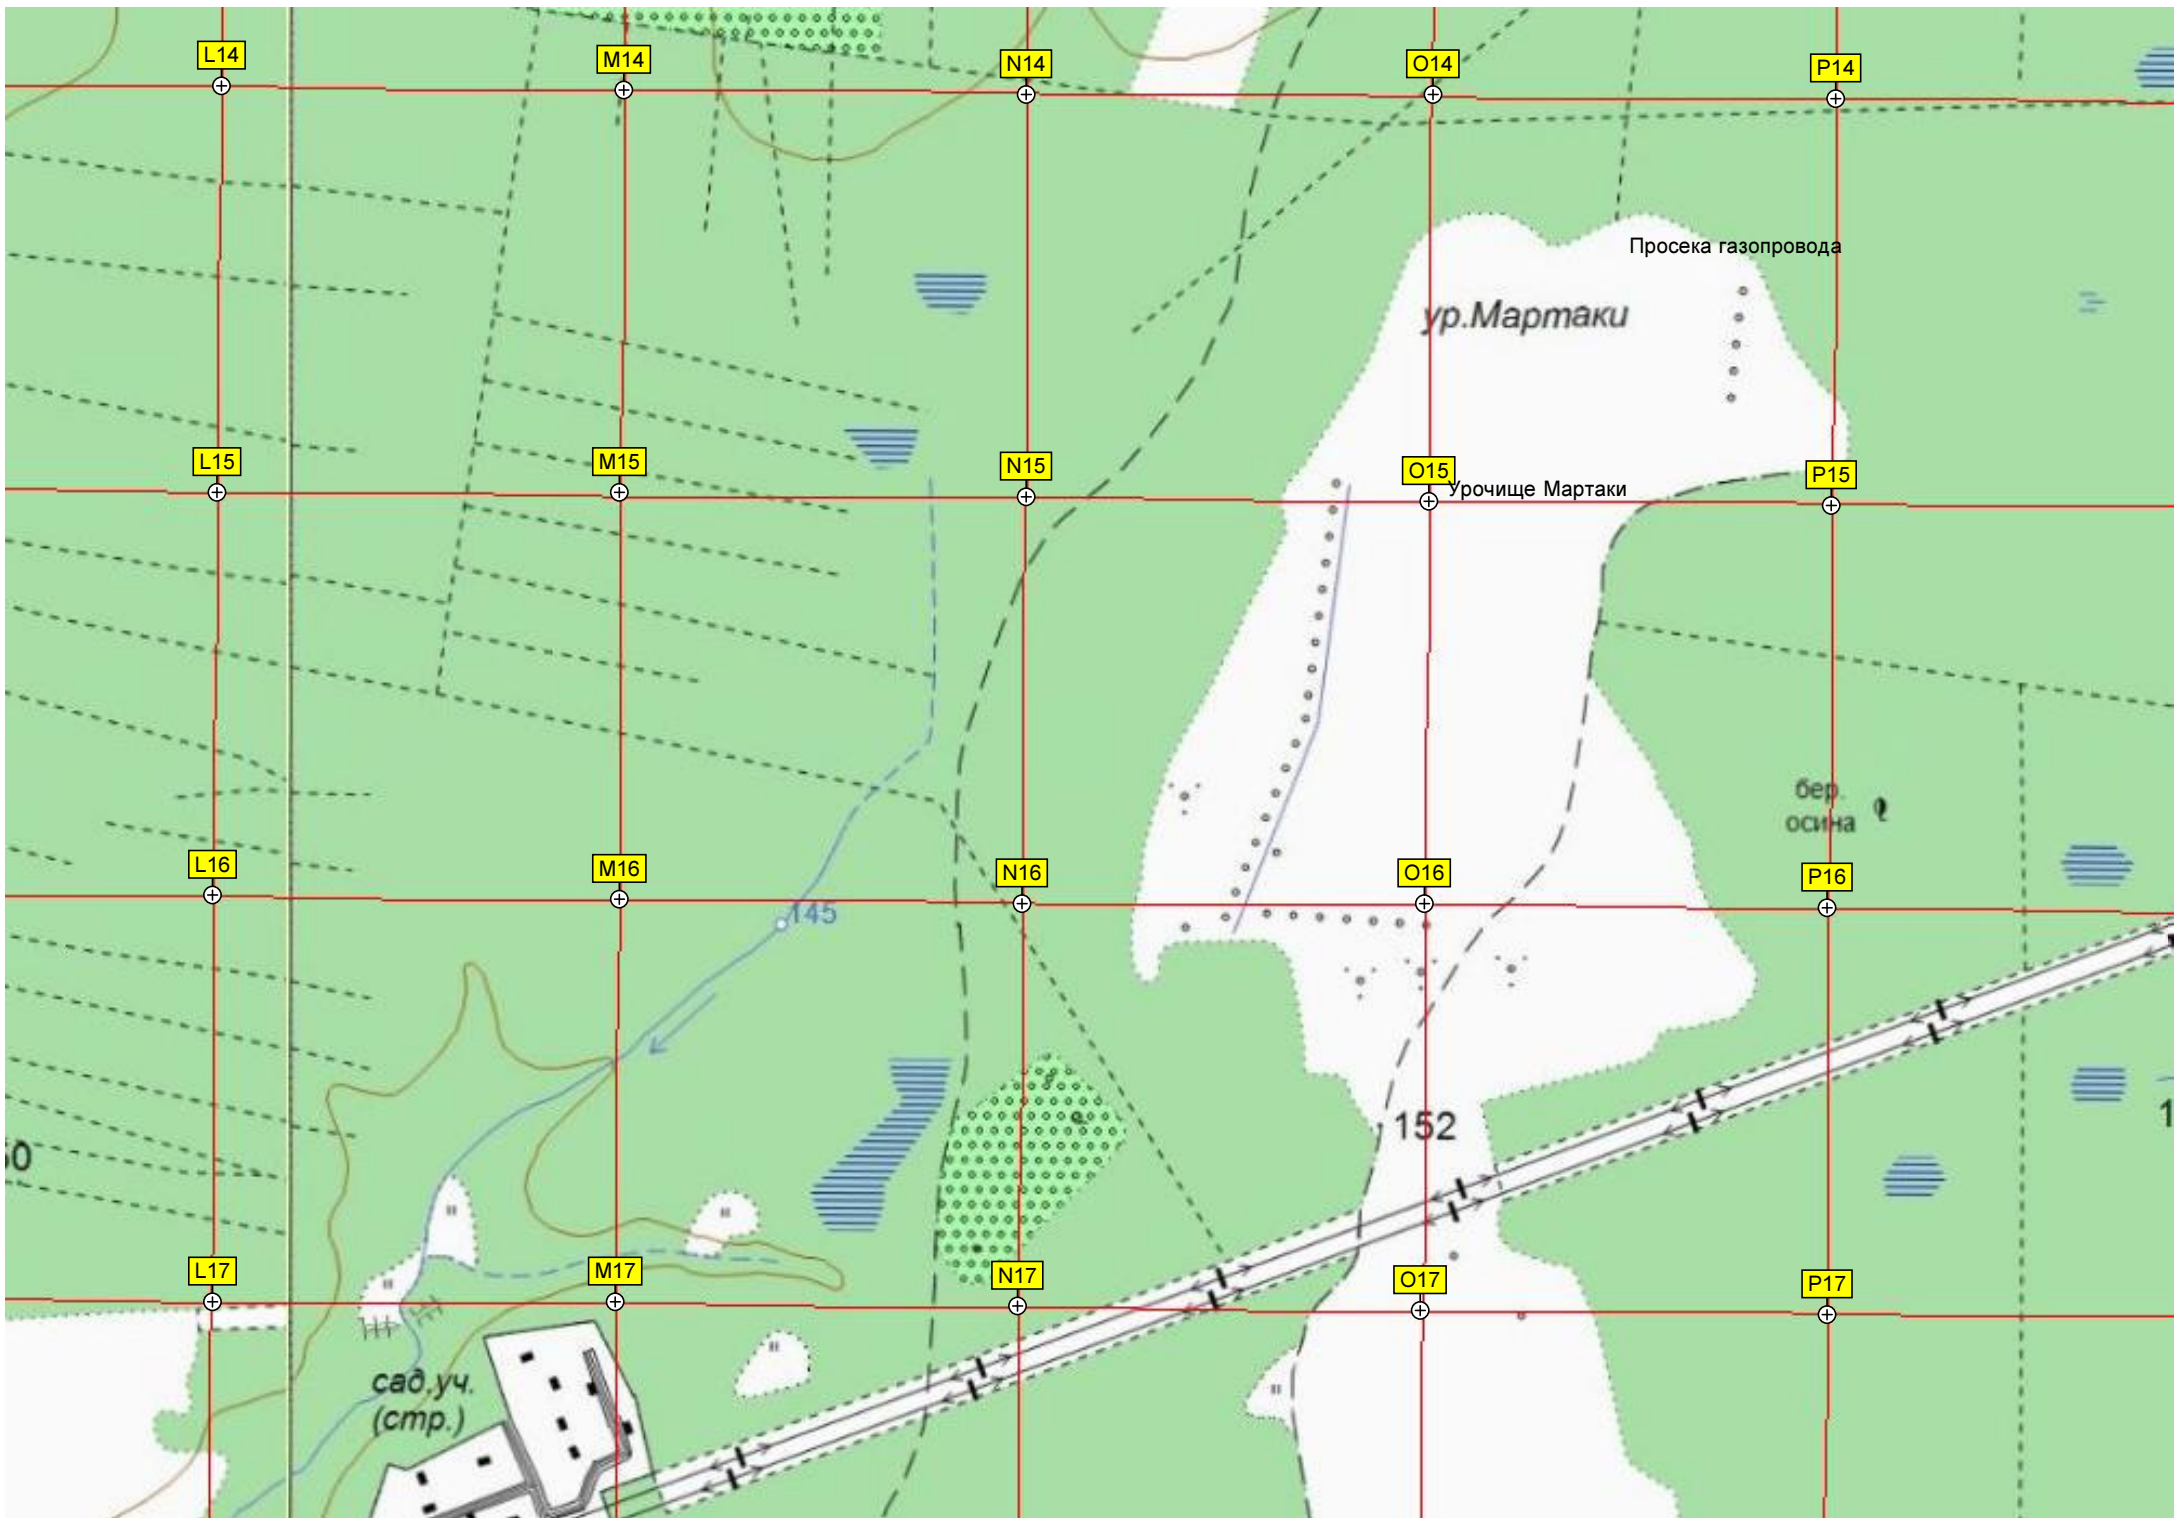 L14
M14
N14
O14
P14
Просека газопровода
ур.Мартаки
L15
M15
N15
O15
P15
Урочище Мартаки
бер.
осина
L16
M16
N16
O16
P16
145
152
L17
M17
N17
O17
P17
сад.уч.
(стр.)